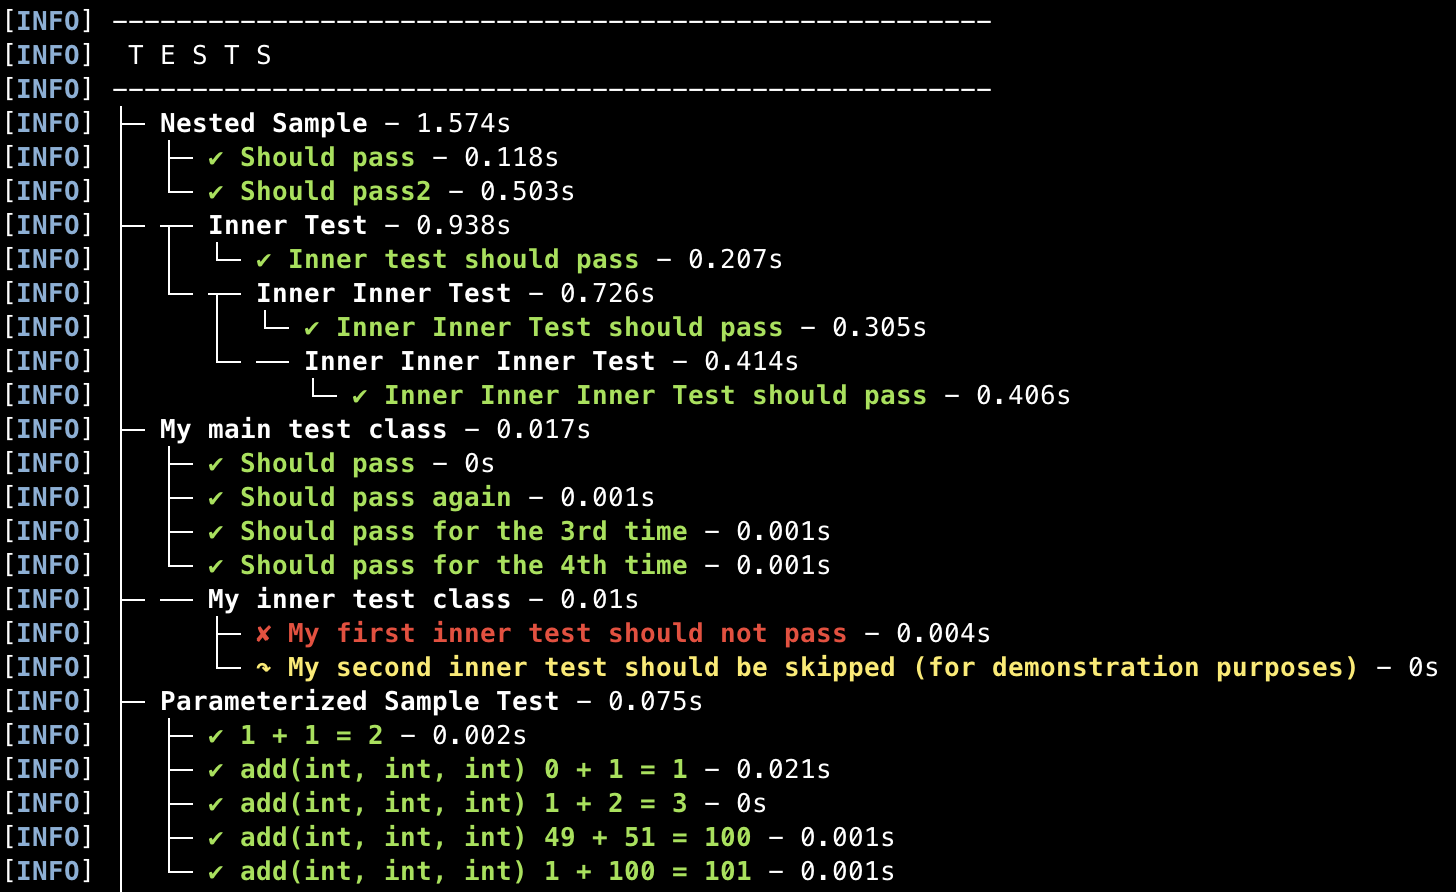 [INFO] -------------------------------------------------------
[INFO]  T E S T S
[INFO] -------------------------------------------------------
[INFO] ├─ Nested Sample - 1.574s
[INFO] │  ├─ ✔ Should pass - 0.118s
[INFO] │  └─ ✔ Should pass2 - 0.503s
[INFO] ├─ ┬─ Inner Test - 0.938s
[INFO] │  │  └─ ✔ Inner test should pass - 0.207s
[INFO] │  └─ ┬─ Inner Inner Test - 0.726s
[INFO] │     │  └─ ✔ Inner Inner Test should pass - 0.305s
[INFO] │     └─ ── Inner Inner Inner Test - 0.414s
[INFO] │           └─ ✔ Inner Inner Inner Test should pass - 0.406s
[INFO] ├─ My main test class - 0.017s
[INFO] │  ├─ ✔ Should pass - 0s
[INFO] │  ├─ ✔ Should pass again - 0.001s
[INFO] │  ├─ ✔ Should pass for the 3rd time - 0.001s
[INFO] │  └─ ✔ Should pass for the 4th time - 0.001s
[INFO] ├─ ── My inner test class - 0.01s
[INFO] │     ├─ ✘ My first inner test should not pass - 0.004s
[INFO] │     └─ ↷ My second inner test should be skipped (for demonstration purposes) - 0s
[INFO] ├─ Parameterized Sample Test - 0.075s
[INFO] │  ├─ ✔ 1 + 1 = 2 - 0.002s
[INFO] │  ├─ ✔ add(int, int, int) 0 + 1 = 1 - 0.021s
[INFO] │  ├─ ✔ add(int, int, int) 1 + 2 = 3 - 0s
[INFO] │  ├─ ✔ add(int, int, int) 49 + 51 = 100 - 0.001s
[INFO] │  └─ ✔ add(int, int, int) 1 + 100 = 101 - 0.001s